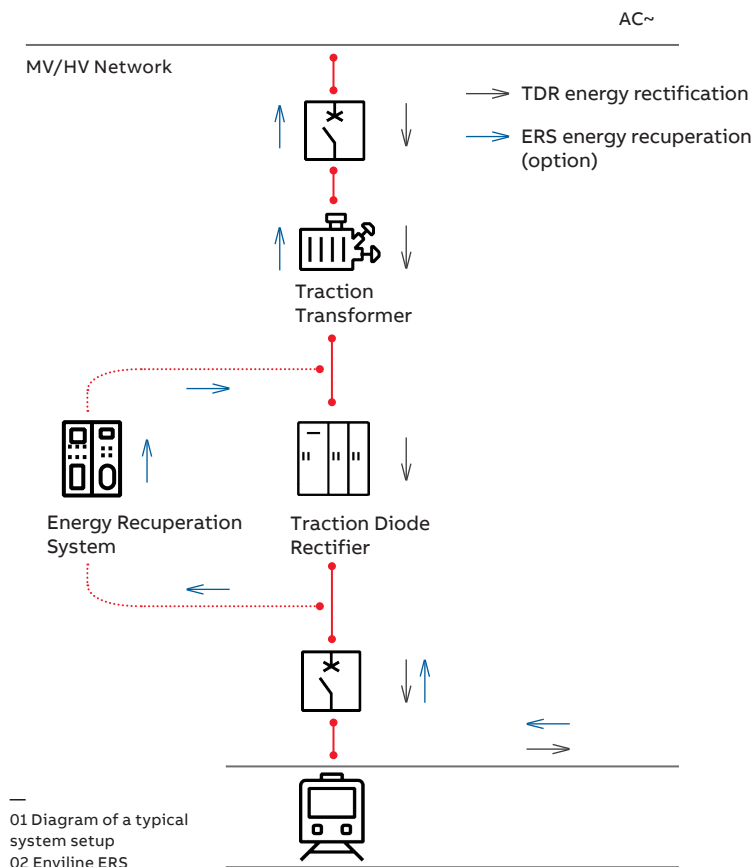 AC~
MV/HV Network
TDR energy rectification
ERS energy recuperation
(option)
Traction
Transformer
Energy Recuperation
System
Traction Diode
Rectifier
—
01 Diagram of a typical
system setup
02 Enviline ERS